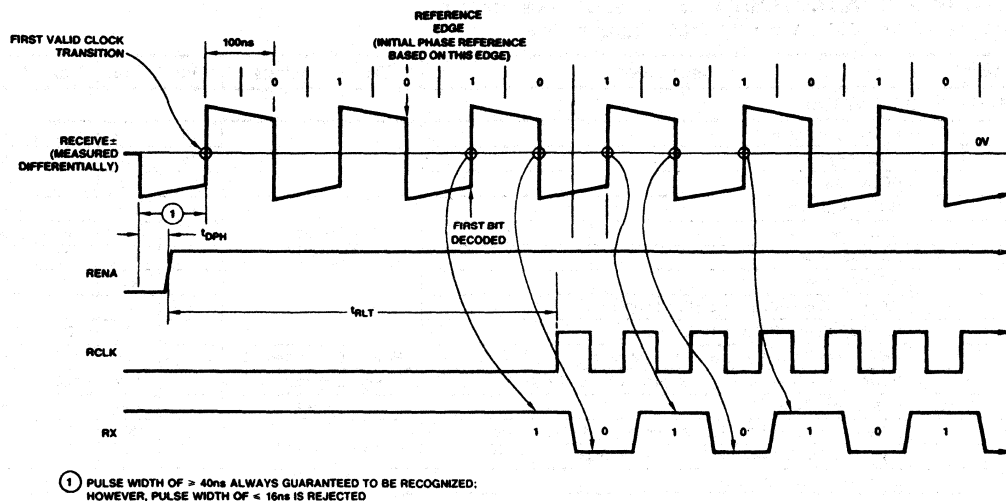 REFERENCE
EDGE
(INITIAL PHASE REFERENCE
BASED ON THIS EDGE)
FIRST VALID CLOCK
TRANSITION
100ns
0 1 0 1 0 1 0 1 0 1 0
RECEIVE±
(MEASURED
DIFFERENTIALLY)
0V
1
tDPH
FIRST BIT
DECODED
RENA
tRLT
RCLK
RX
1 0 1 0 1 0 1
1 PULSE WIDTH OF > 40ns ALWAYS GUARANTEED TO BE RECOGNIZED;
HOWEVER, PULSE WIDTH OF ≤ 16ns IS REJECTED